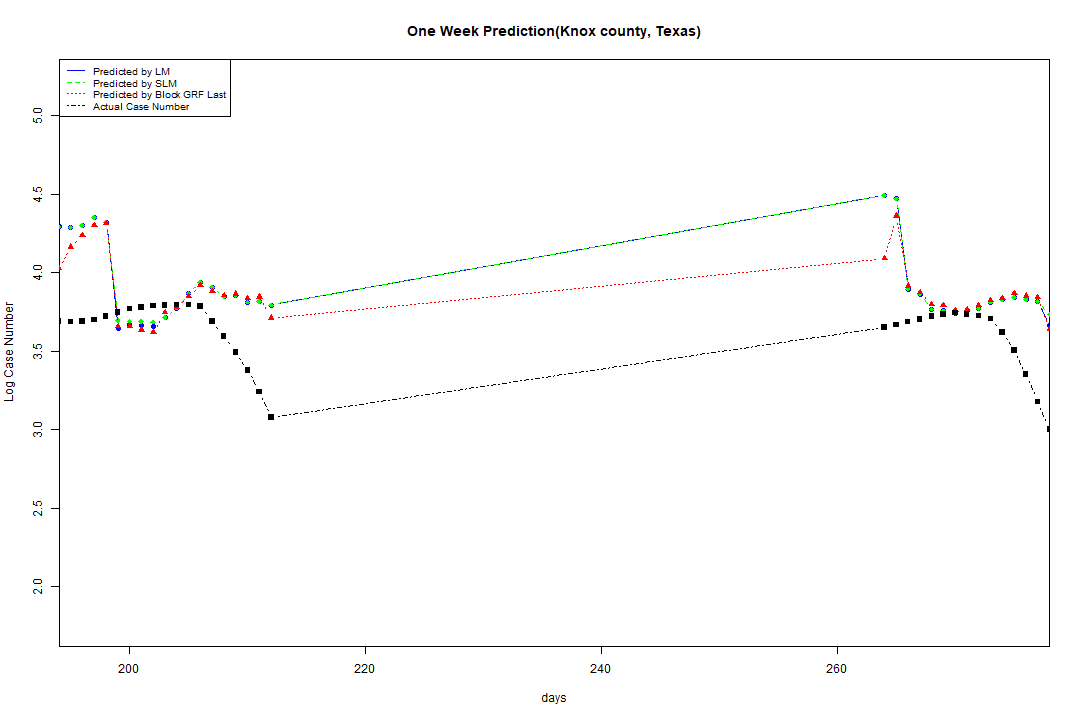 One Week Prediction(Knox county, Texas)
Predicted by LM
Predicted by SLM
Predicted by Block GRF Last
Actual Case Number
5.0
4.5
4.0
3.5
3.0
2.5
2.0
Log Case Number
200 220 240 260
days